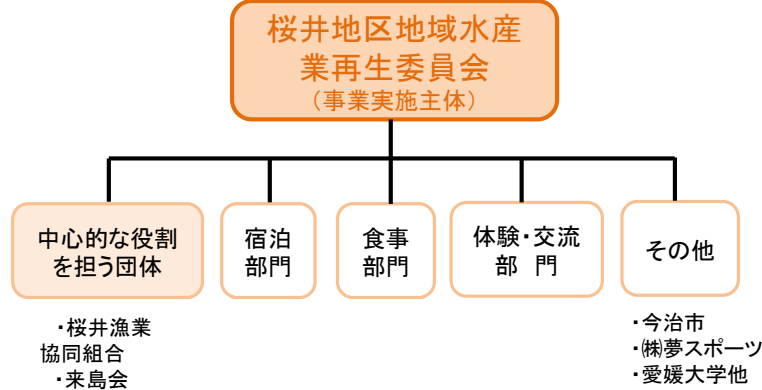 桜井地区地域水産
業再生委員会
（事業実施主体）
中心的な役割
を担う団体
宿泊
部門
食事
部門
体験・交流
部　門
その他
・桜井漁業
協同組合
・来島会
・今治市
・㈱夢スポーツ
・愛媛大学他